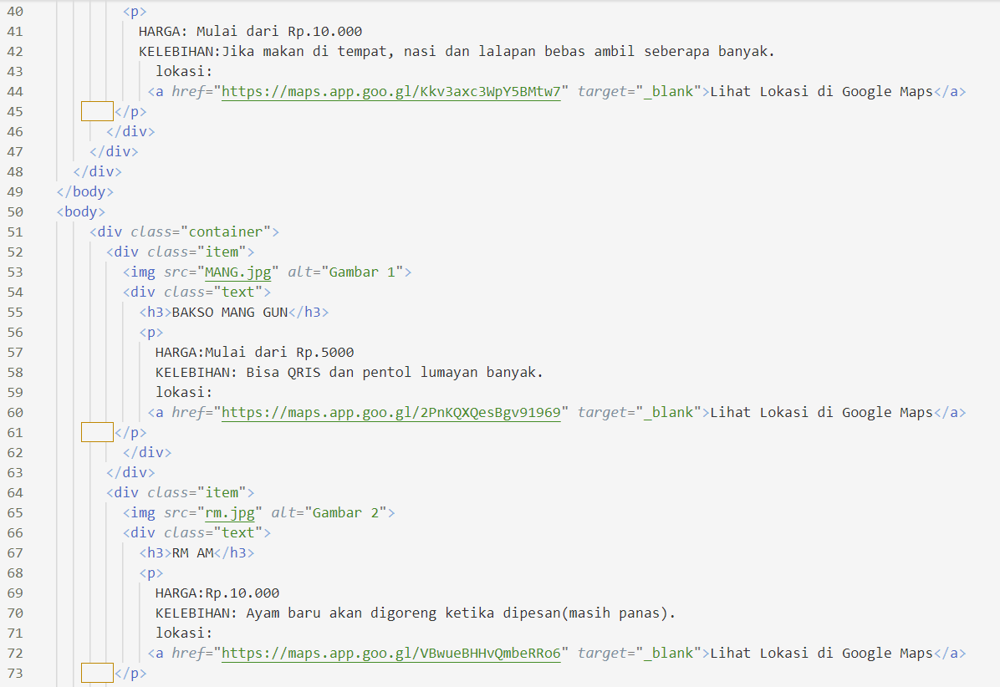 40 <p>
41 HARGA: Mulai dari Rp.10.000
42 KELEBIHAN:Jika makan di tempat, nasi dan lalapan bebas ambil seberapa banyak.
43 lokasi:
44 <a href="https://maps.app.goo.gl/Kkv3axc3WpY5BMtw7" target="_blank">Lihat Lokasi di Google Maps</a>
45 </p>
46 </div>
47 </div>
48 </div>
49 </body>
50 <body>
51 <div class="container">
52 <div class="item">
53 <img src="MANG.jpg" alt="Gambar 1">
54 <div class="text">
55 <h3>BAKSO MANG GUN</h3>
56 <p>
57 HARGA:Mulai dari Rp.5000
58 KELEBIHAN: Bisa QRIS dan pentol lumayan banyak.
59 lokasi:
60 <a href="https://maps.app.goo.gl/2PnKQXQesBgv91969" target="_blank">Lihat Lokasi di Google Maps</a>
61 </p>
62 </div>
63 </div>
64 <div class="item">
65 <img src="rm.jpg" alt="Gambar 2">
66 <div class="text">
67 <h3>RM AM</h3>
68 <p>
69 HARGA:Rp.10.000
70 KELEBIHAN: Ayam baru akan digoreng ketika dipesan(masih panas).
71 lokasi:
72 <a href="https://maps.app.goo.gl/VBwueBHHvQmbeRRo6" target="_blank">Lihat Lokasi di Google Maps</a>
73 </p>